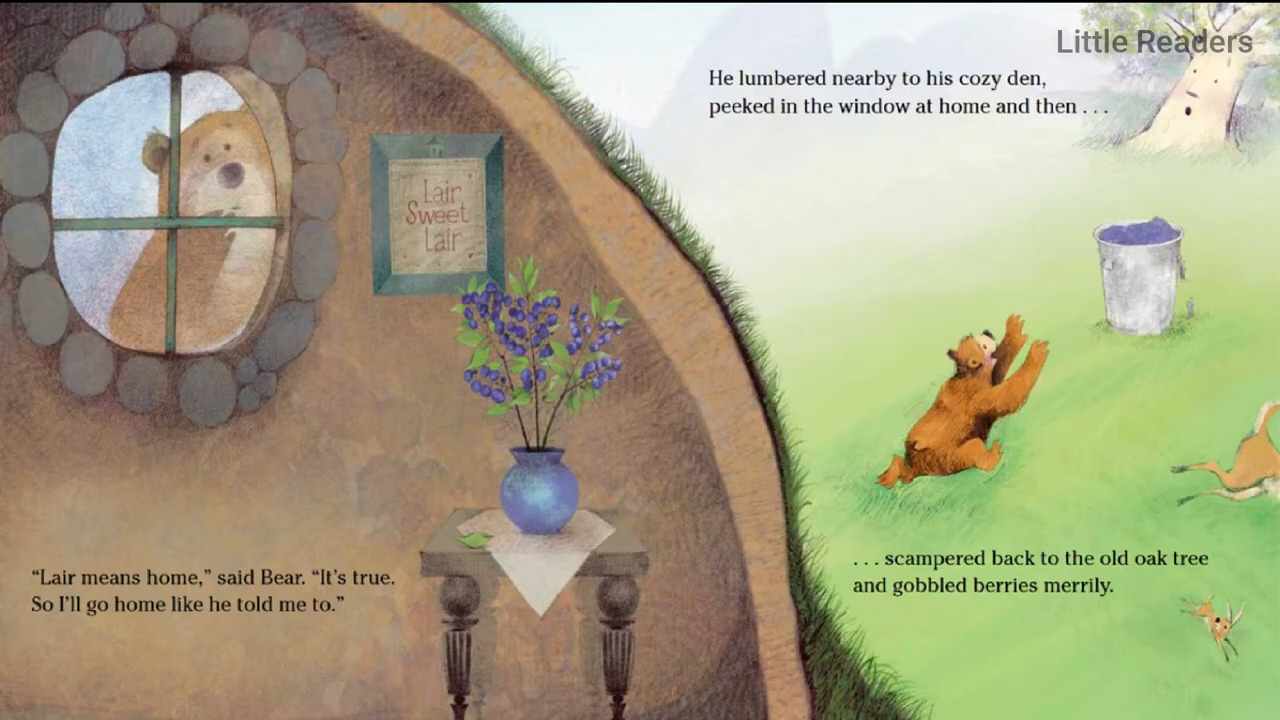 Little Readers
He lumbered nearby to his cozy den,
peeked in the window at home and then . . .
Lair
Sweet
Lair
“Lair means home,” said Bear. “It’s true.
So I’ll go home like he told me to.”
. . . scampered back to the old oak tree
and gobbled berries merrily.